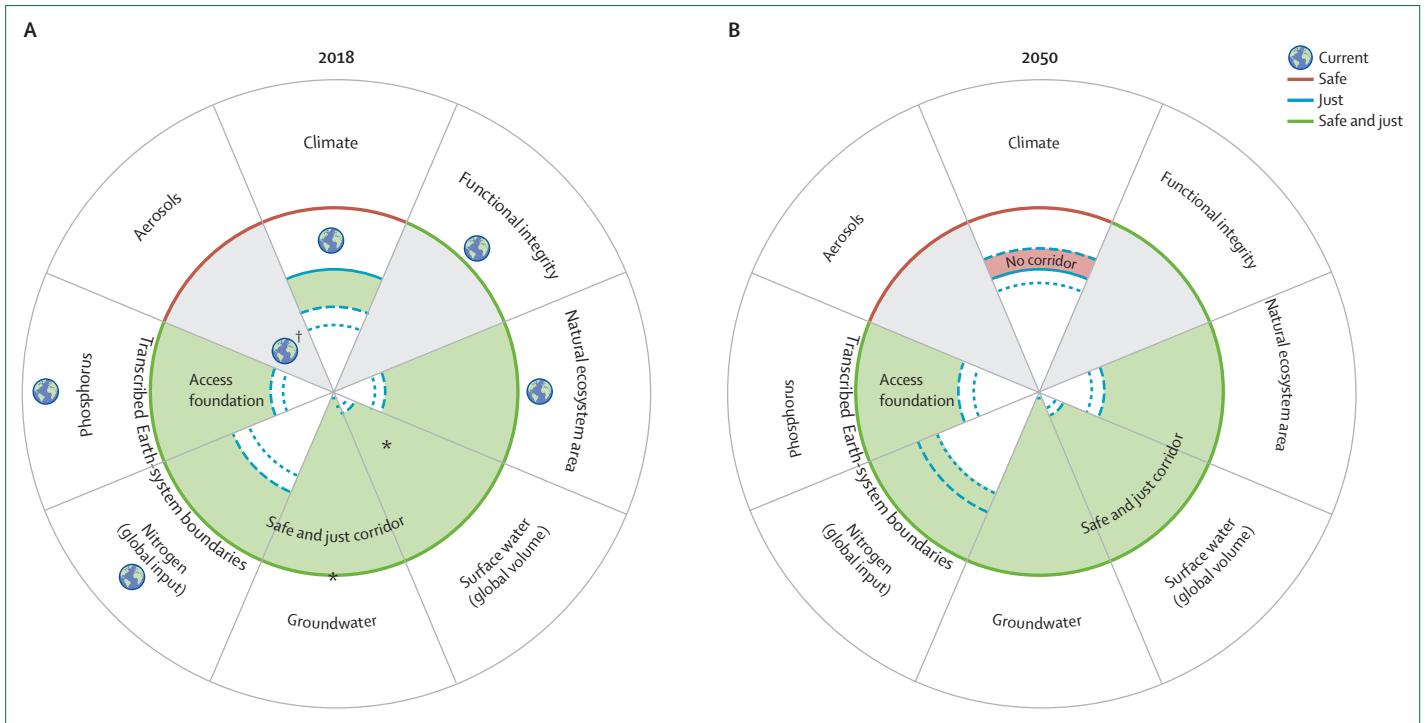 A
2018
Climate
Functional integrity
Aerosols
Natural ecosystem area
Phosphorus
†
Access
foundation
Transcribed Earth-system boundaries
*
Safe and just corridor
*
Nitrogen
(global input)
Surface water
(global volume)
Groundwater
B
2050
Current
Safe
Just
Safe and just
Climate
Functional integrity
Aerosols
No corridor
Natural ecosystem area
Phosphorus
Access
foundation
Transcribed Earth-system boundaries
Safe and just corridor
Nitrogen
(global input)
Surface water
(global volume)
Groundwater